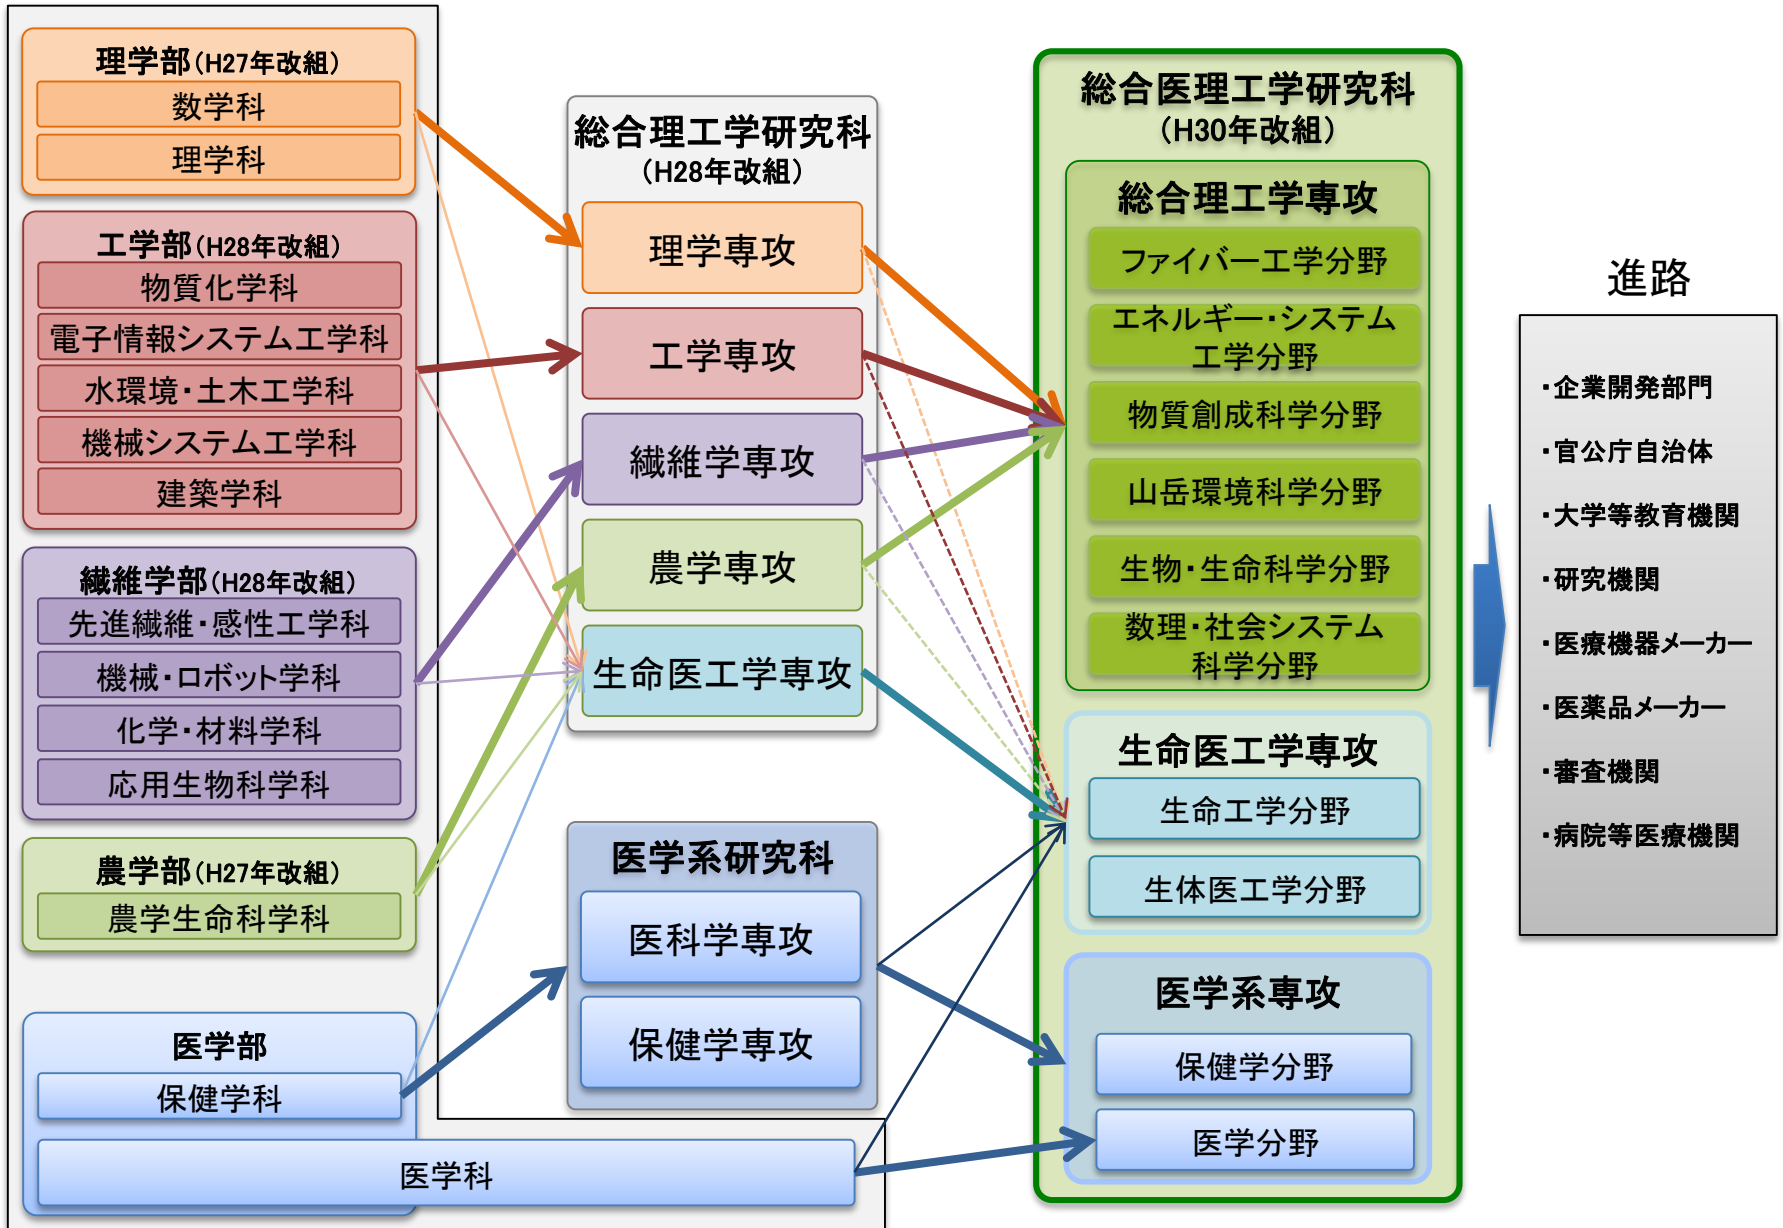 理学部(H27年改組)
数学科
理学科
工学部(H28年改組)
物質化学科
電子情報システム工学科
水環境・土木工学科
機械システム工学科
建築学科
繊維学部(H28年改組)
先進繊維・感性工学科
機械・ロボット学科
化学・材料学科
応用生物科学科
農学部(H27年改組)
農学生命科学科
医学部
保健学科
医学科
総合理工学研究科
(H28年改組)
理学専攻
工学専攻
繊維学専攻
農学専攻
生命医工学専攻
医学系研究科
医科学専攻
保健学専攻
総合医理工学研究科
(H30年改組)
総合理工学専攻
ファイバー工学分野
エネルギー・システム
工学分野
物質創成科学分野
山岳環境科学分野
生物・生命科学分野
数理・社会システム
科学分野
生命医工学専攻
生命工学分野
生体医工学分野
医学系専攻
保健学分野
医学分野
進路
・企業開発部門
・官公庁自治体
・大学等教育機関
・研究機関
・医療機器メーカー
・医薬品メーカー
・審査機関
・病院等医療機関